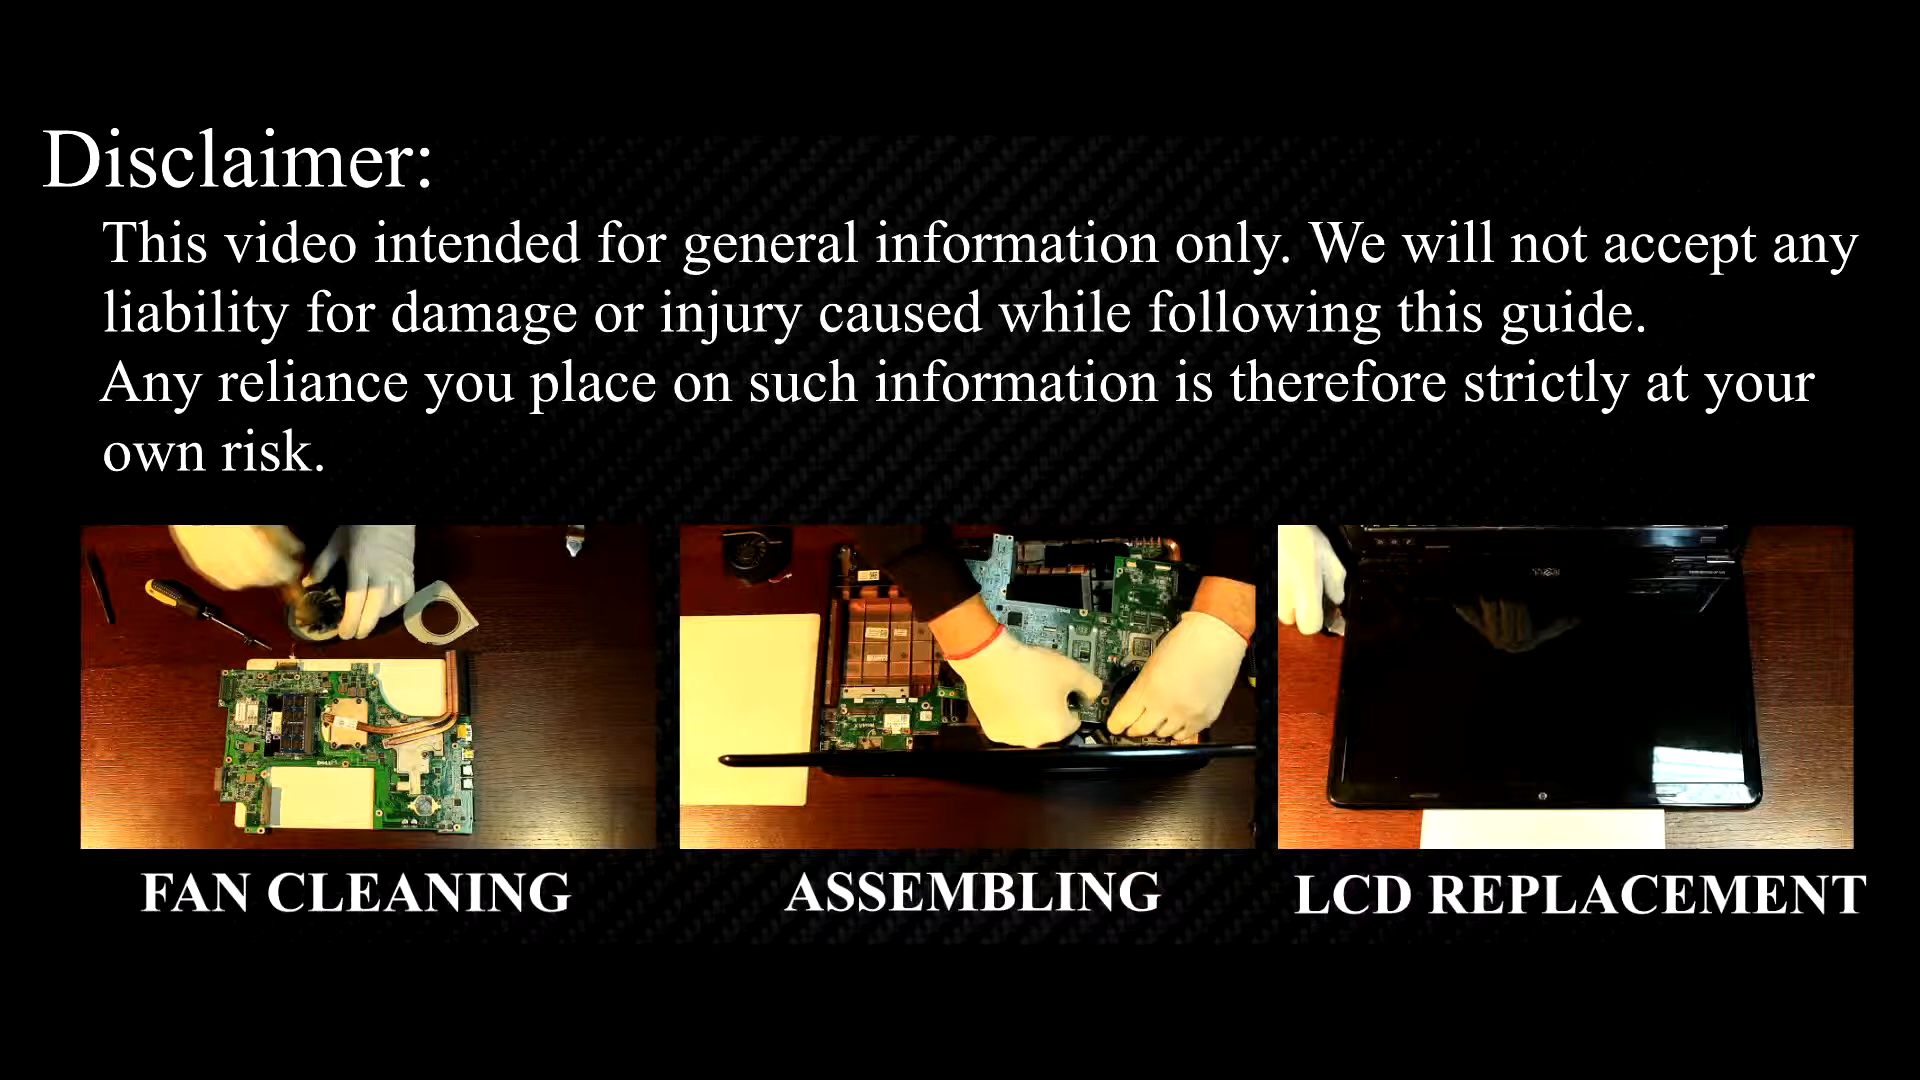 Disclaimer:
This video intended for general information only. We will not accept any
liability for damage or injury caused while following this guide.
Any reliance you place on such information is therefore strictly at your
own risk.
FAN CLEANING
ASSEMBLING
LCD REPLACEMENT